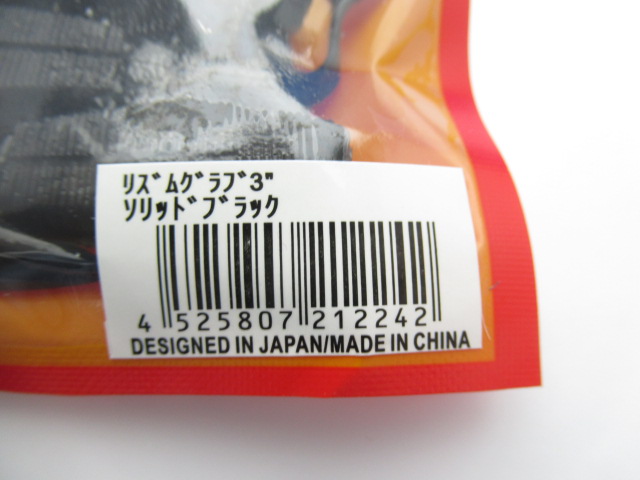 ﾘｽﾞﾑｸﾞﾗﾌﾞ3"
ｿﾘｯﾄﾞﾌﾞﾗｯｸ
4 525807 212242
DESIGNED IN JAPAN/MADE IN CHINA